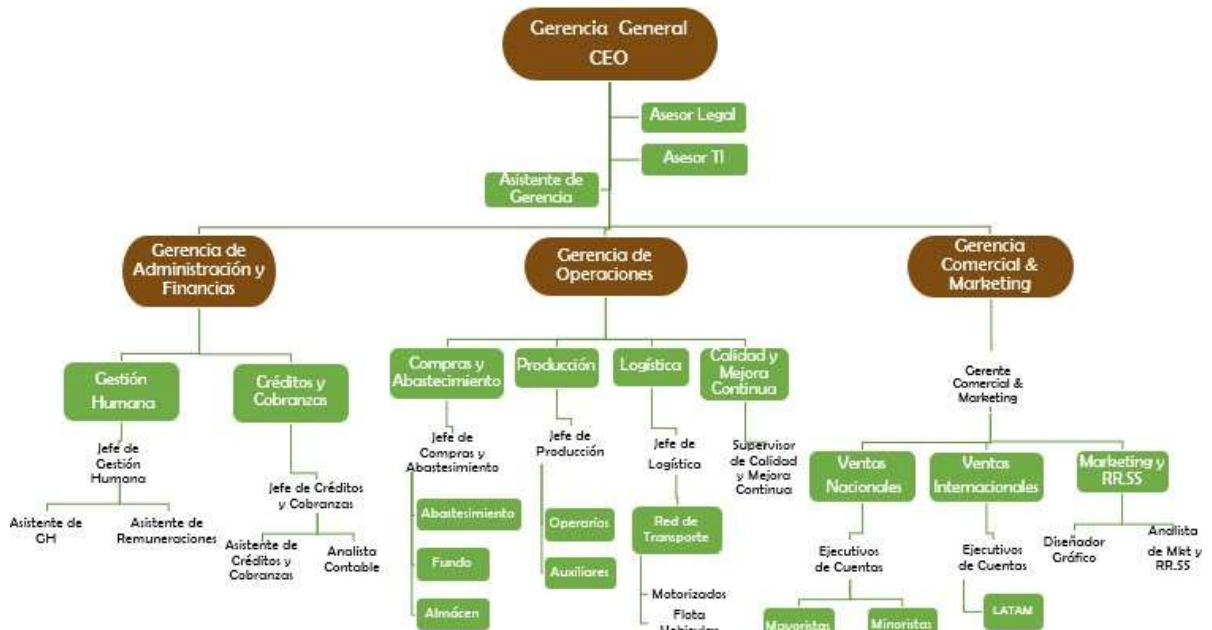 Gerencia General
CEO
Asesor Legal
Asesor TI
Asistente de
Gerencia
Gerencia de
Administración y
Financias
Gerencia de
Operaciones
Gerencia
Comercial &
Marketing
Gestión
Humana
Créditos y
Cobranzas
Compras y
Abastecimiento
Producción
Logística
Calidad y
Mejora
Continua
Gerente
Comercial &
Marketing
Jefe de
Gestión
Humana
Jefe de Créditos
y Cobranzas
Jefe de
Compras y
Abastesimiento
Jefe de
Producción
Jefe de
Logística
Supervisor
de Calidad
y Mejora
Continua
Ventas
Nacionales
Ventas
Internacionales
Marketing y
RR.SS
Asistente de
GH
Asistente de
Remuneraciones
Asistente de
Créditos y
Cobranzas
Analista
Contable
Abastesimiento
Fundo
Almácen
Operarios
Auxiliares
Red de
Transporte
Motorizados
Flota
Vehicular
Ejecutivos
de Cuentas
Ejecutivos
de Cuentas
Diseñador
Gráfico
Analista
de Mkt y
RR.SS
Mayoristas
Minoristas
LATAM